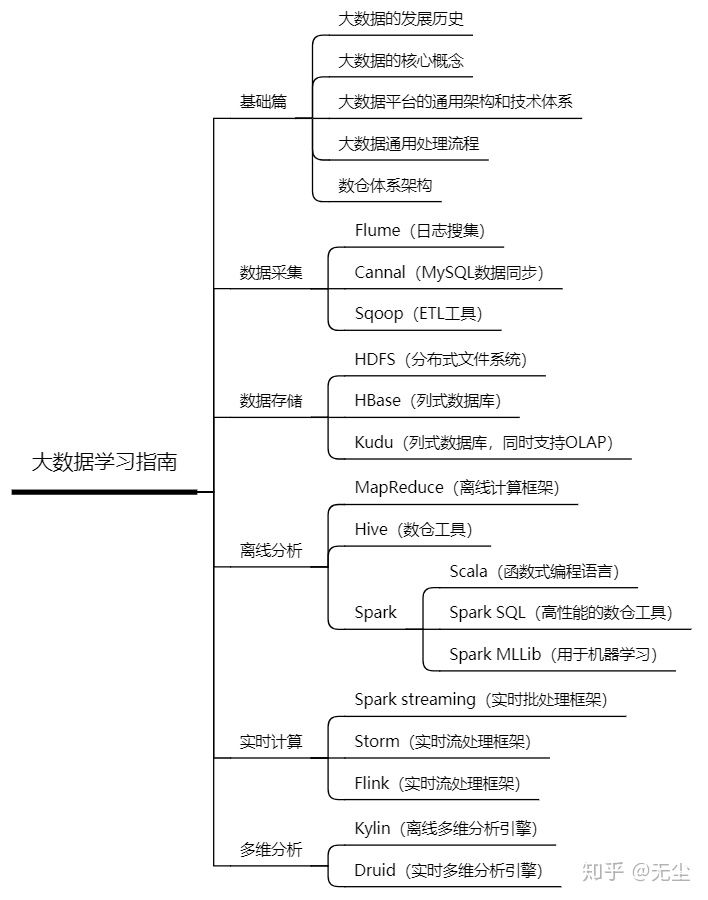 大数据学习指南
基础篇
大数据的发展历史
大数据的核心概念
大数据平台的通用架构和技术体系
大数据通用处理流程
数仓体系架构
数据采集
Flume（日志搜集）
Cannal（MySQL数据同步）
Sqoop（ETL工具）
数据存储
HDFS（分布式文件系统）
HBase（列式数据库）
Kudu（列式数据库，同时支持OLAP）
离线分析
MapReduce（离线计算框架）
Hive（数仓工具）
Spark
Scala（函数式编程语言）
Spark SQL（高性能的数仓工具）
Spark MLLib（用于机器学习）
实时计算
Spark streaming（实时批处理框架）
Storm（实时流处理框架）
Flink（实时流处理框架）
多维分析
Kylin（离线多维分析引擎）
Druid（实时多维分析引擎）
知乎 @无尘